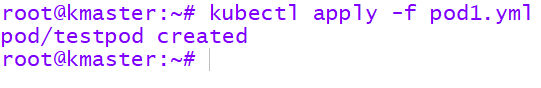 root@kmaster:~# kubectl apply -f pod1.yml
pod/testpod created
root@kmaster:~#